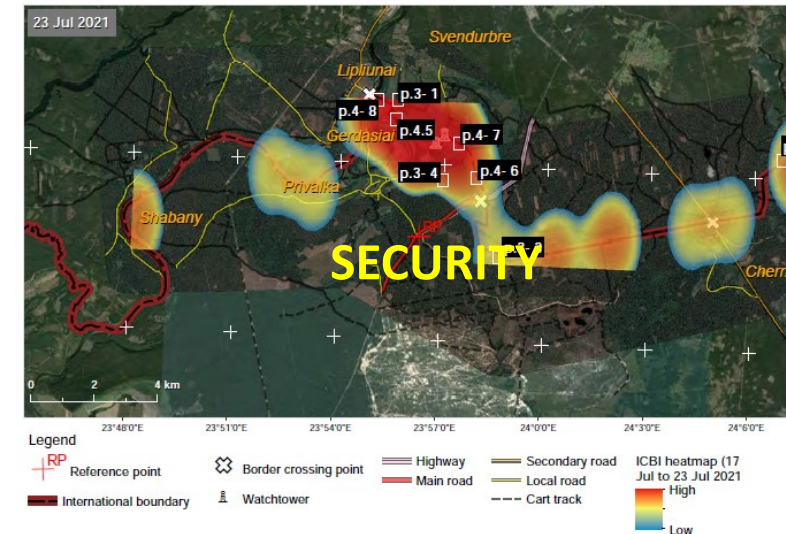 23 Jul 2021
Svendurbre
Lipliunai
p.3- 1
p.4- 8
Gerdasiai
p.4.5
p.4- 7
p.3- 4
p.4- 6
Privalka
Shabany
RP
SECURITY
Chern
0 2 4 km
23°48'0"E 23°51'0"E 23°54'0"E 23°57'0"E 24°0'0"E 24°3'0"E 24°6'0"E
Legend
RP Reference point
International boundary
Border crossing point
Watchtower
Highway
Main road
Secondary road
Local road
Cart track
ICBI heatmap (17
Jul to 23 Jul 2021
High
Low